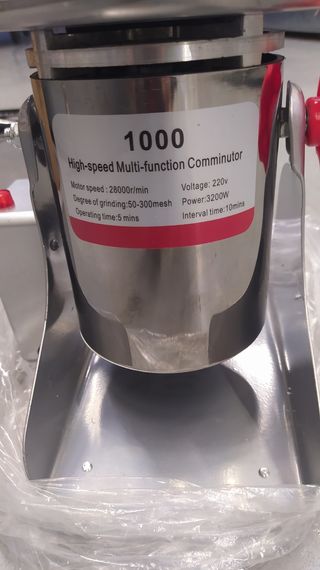 1000
High-speed Multi-function Comminutor
Motor speed:28000r/min Voltage: 220v
Degree of grinding:50-300mesh Power:3200W
Operating time:5 mins Interval time:10mins